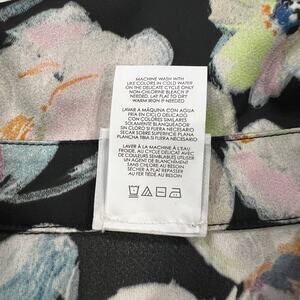 MACHINE WASH WITH
LIKE COLORS IN COLD WATER
ON THE DELICATE CYCLE ONLY
NON-CHLORINE BLEACH IF
NEEDED. LAY FLAT TO DRY
WARM IRON IF NEEDED
LAVAR A MÁQUINA CON AGUA
FRIA EN CICLO DELICADO
CON COLORES SIMILARES
SOLAMENTE BLANQUEADOR
SIN CLORO SI FUERA NECESARIO
SECAR SOBRE SUPERFICIE PLANA
PLANCHA TIBIA SI FUERA NECESARIO
LAVER À LA MACHINE À L'EAU
FROIDE, AU CYCLE DÉLICAT AVEC
DE COULEURS SEMBLABLES UTILISER
UN AGENT DE BLANCHIMENT
SANS CHLORE AU BESOIN
SÉCHER À PLAT REPASSER
À FER TIÈDE AU BESOIN